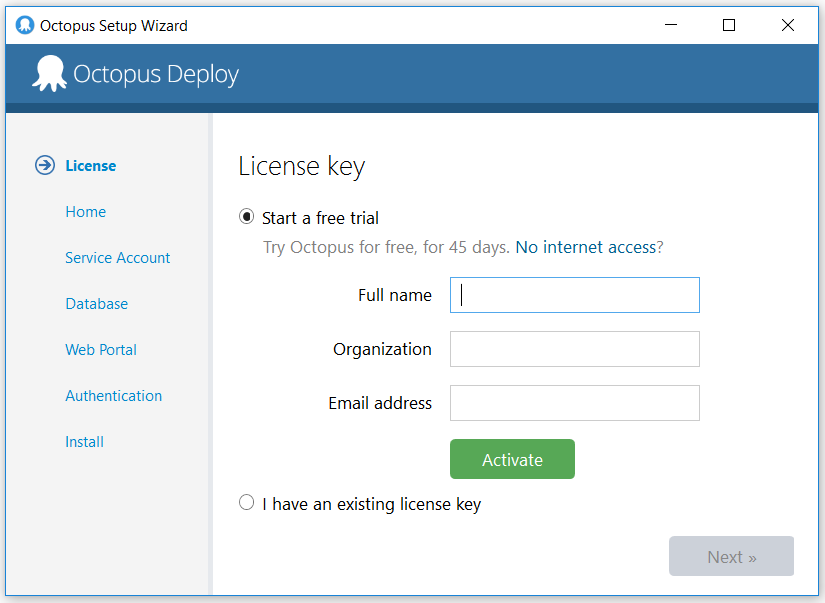 Octopus Setup Wizard
Octopus Deploy
License
Home
Service Account
Database
Web Portal
Authentication
Install
License key
Start a free trial
Try Octopus for free, for 45 days. No internet access?
Full name
Organization
Email address
Activate
I have an existing license key
Next »